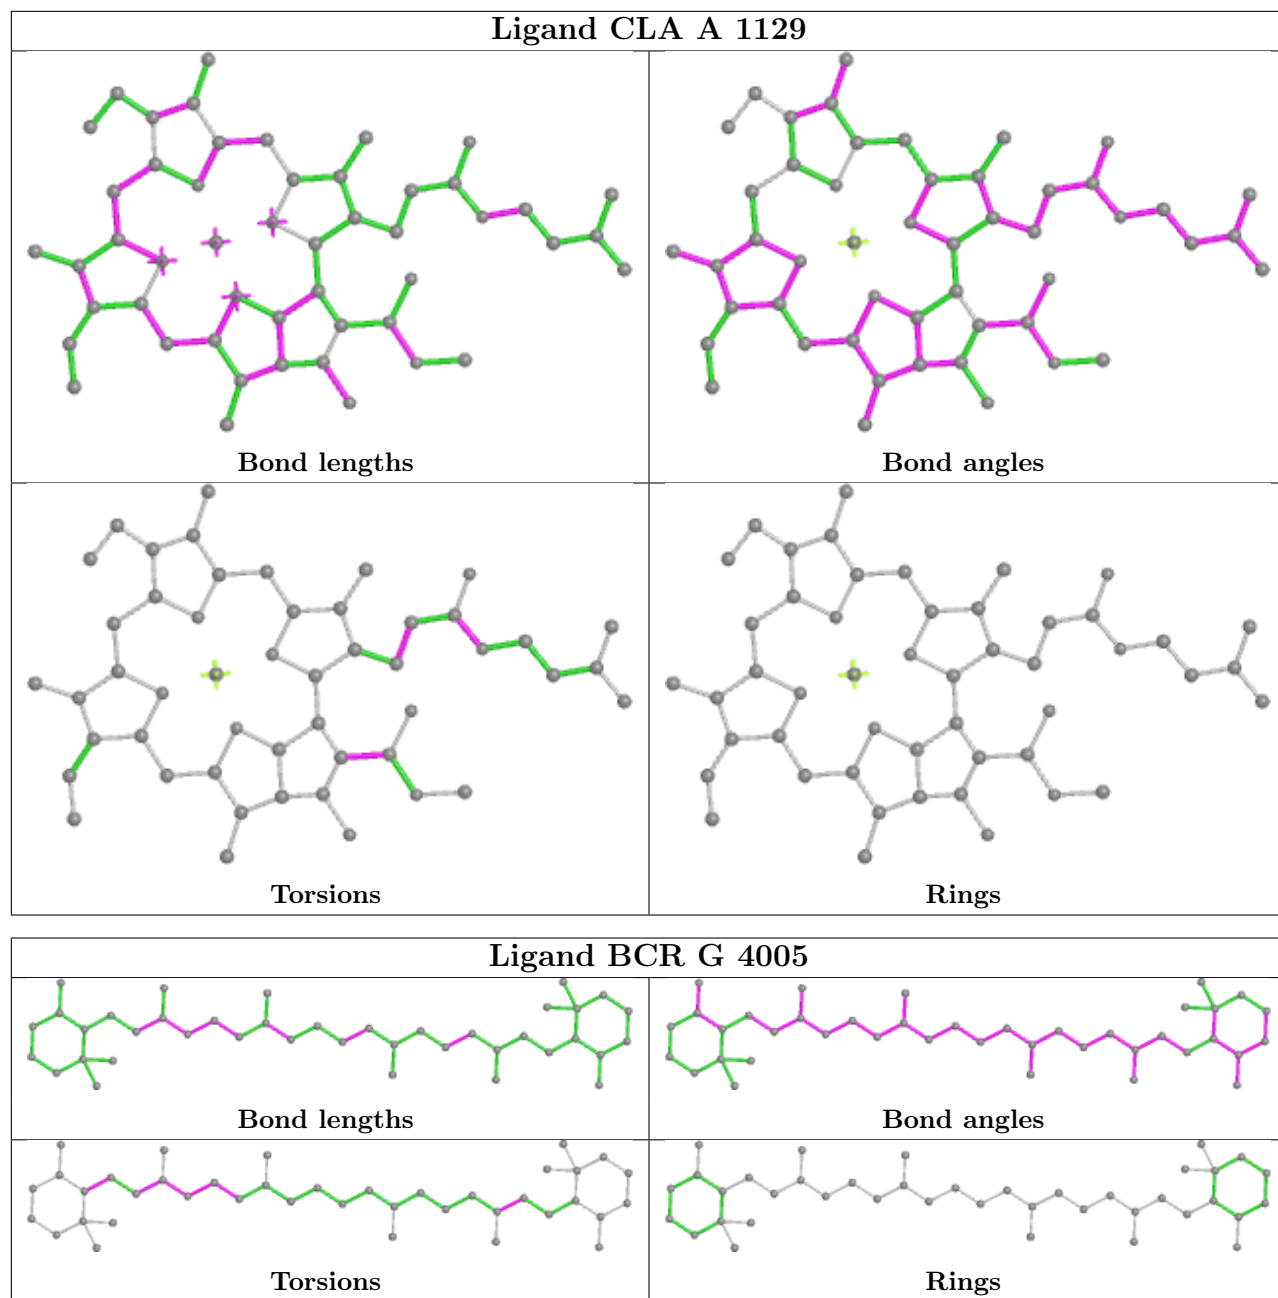 Ligand CLA A 1129
Bond lengths
Bond angles
Torsions
Rings
Ligand BCR G 4005
Bond lengths
Bond angles
Torsions
Rings